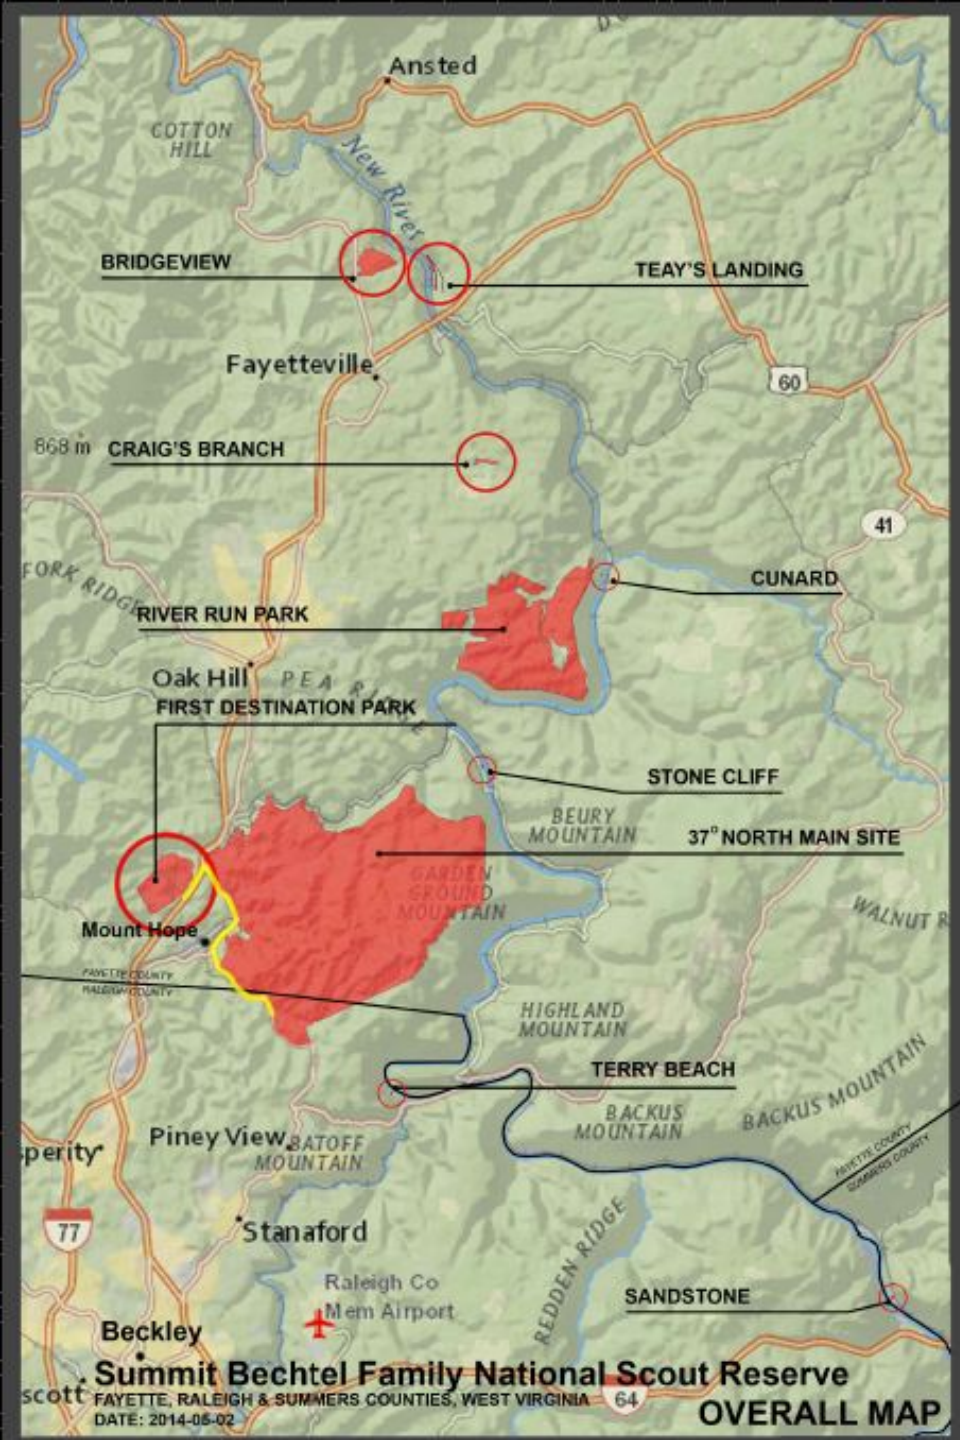 Ansted
COTTON
HILL
New River
BRIDGEVIEW
TEAY'S LANDING
Fayetteville
60
868 m
CRAIG'S BRANCH
41
FORK RIDGE
CUNARD
RIVER RUN PARK
Oak Hill
PEA RIDGE
FIRST DESTINATION PARK
STONE CLIFF
BEURY
MOUNTAIN
37° NORTH MAIN SITE
GARDEN
GROUND
MOUNTAIN
WALNUT R
Mount Hope
FAYETTE COUNTY
RALEIGH COUNTY
HIGHLAND
MOUNTAIN
TERRY BEACH
BACKUS
MOUNTAIN
BACKUS MOUNTAIN
FAYETTE COUNTY
SUMMERS COUNTY
sperity
Piney View
BATOFF
MOUNTAIN
77
Stanaford
REDDEN RIDGE
Raleigh Co
Mem Airport
SANDSTONE
Beckley
scott
Summit Bechtel Family National Scout Reserve
FAYETTE, RALEIGH & SUMMERS COUNTIES, WEST VIRGINIA
64
DATE: 2014-05-02
OVERALL MAP